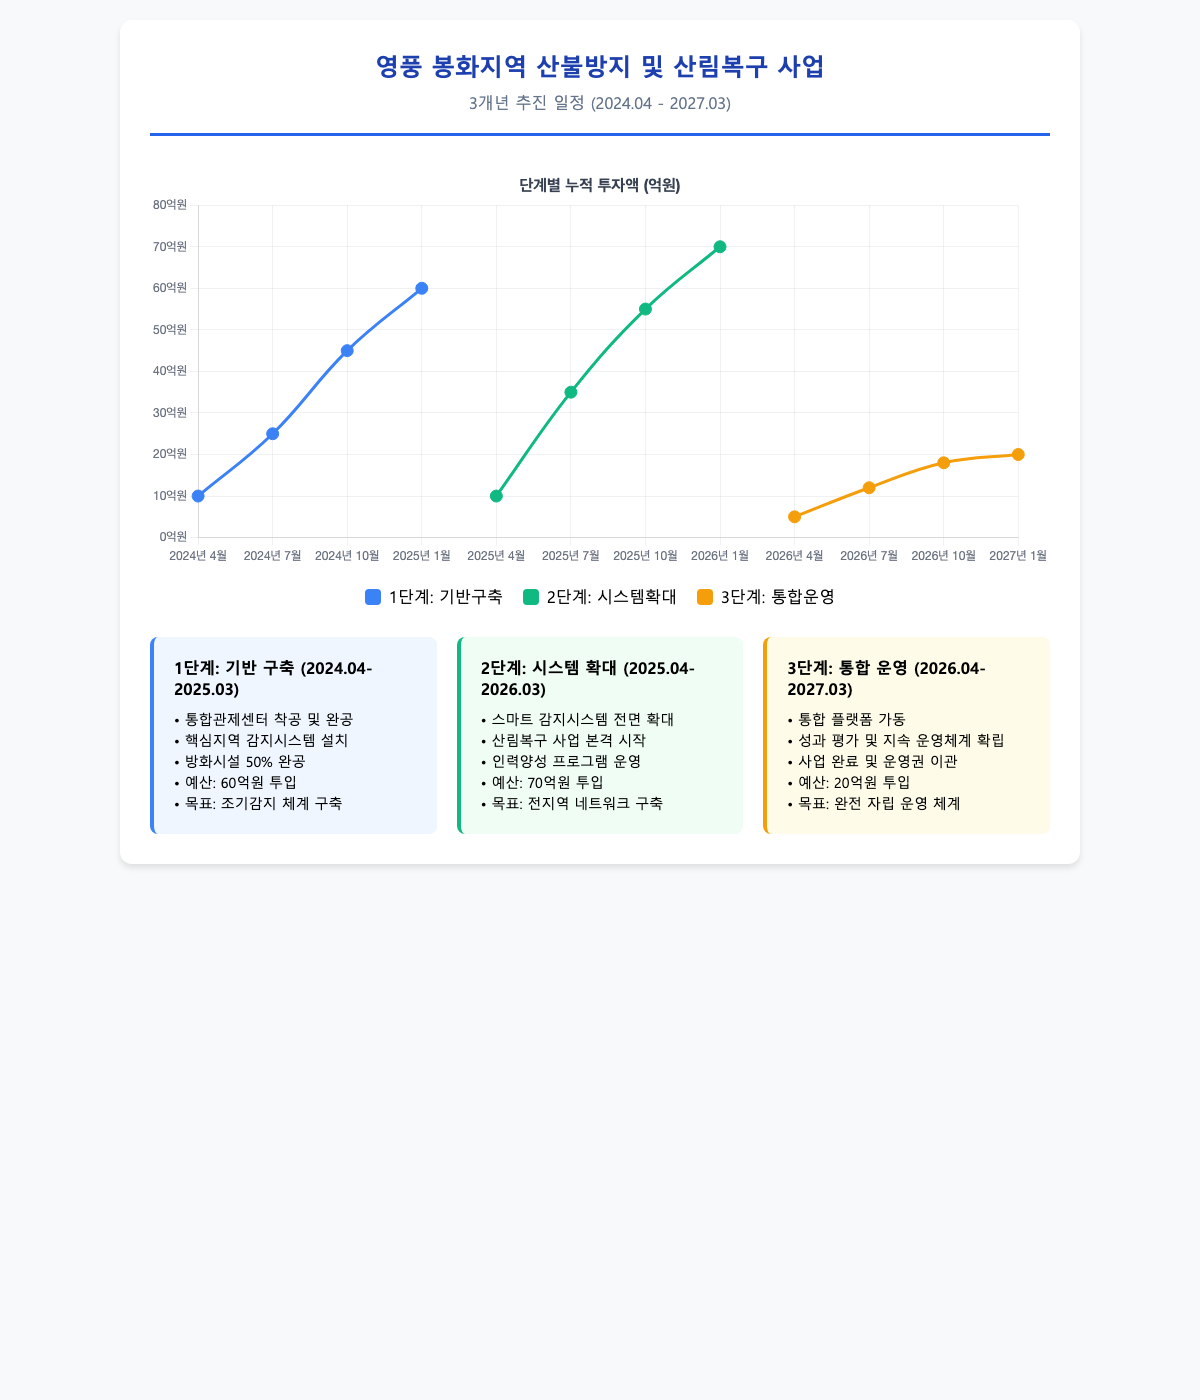 영풍 봉화지역 산불방지 및 산림복구 사업
3개년 추진 일정 (2024.04 - 2027.03)
단계별 누적 투자액 (억원)
80억원
70억원
60억원
50억원
40억원
30억원
20억원
10억원
0억원
2024년 4월 2024년 7월 2024년 10월 2025년 1월 2025년 4월 2025년 7월 2025년 10월 2026년 1월 2026년 4월 2026년 7월 2026년 10월 2027년 1월
1단계: 기반구축 2단계: 시스템확대 3단계: 통합운영
1단계: 기반 구축 (2024.04-
2025.03)
• 통합관제센터 착공 및 완공
• 핵심지역 감지시스템 설치
• 방화시설 50% 완공
• 예산: 60억원 투입
• 목표: 조기감지 체계 구축
2단계: 시스템 확대 (2025.04-
2026.03)
• 스마트 감지시스템 전면 확대
• 산림복구 사업 본격 시작
• 인력양성 프로그램 운영
• 예산: 70억원 투입
• 목표: 전지역 네트워크 구축
3단계: 통합 운영 (2026.04-
2027.03)
• 통합 플랫폼 가동
• 성과 평가 및 지속 운영체계 확립
• 사업 완료 및 운영권 이관
• 예산: 20억원 투입
• 목표: 완전 자립 운영 체계